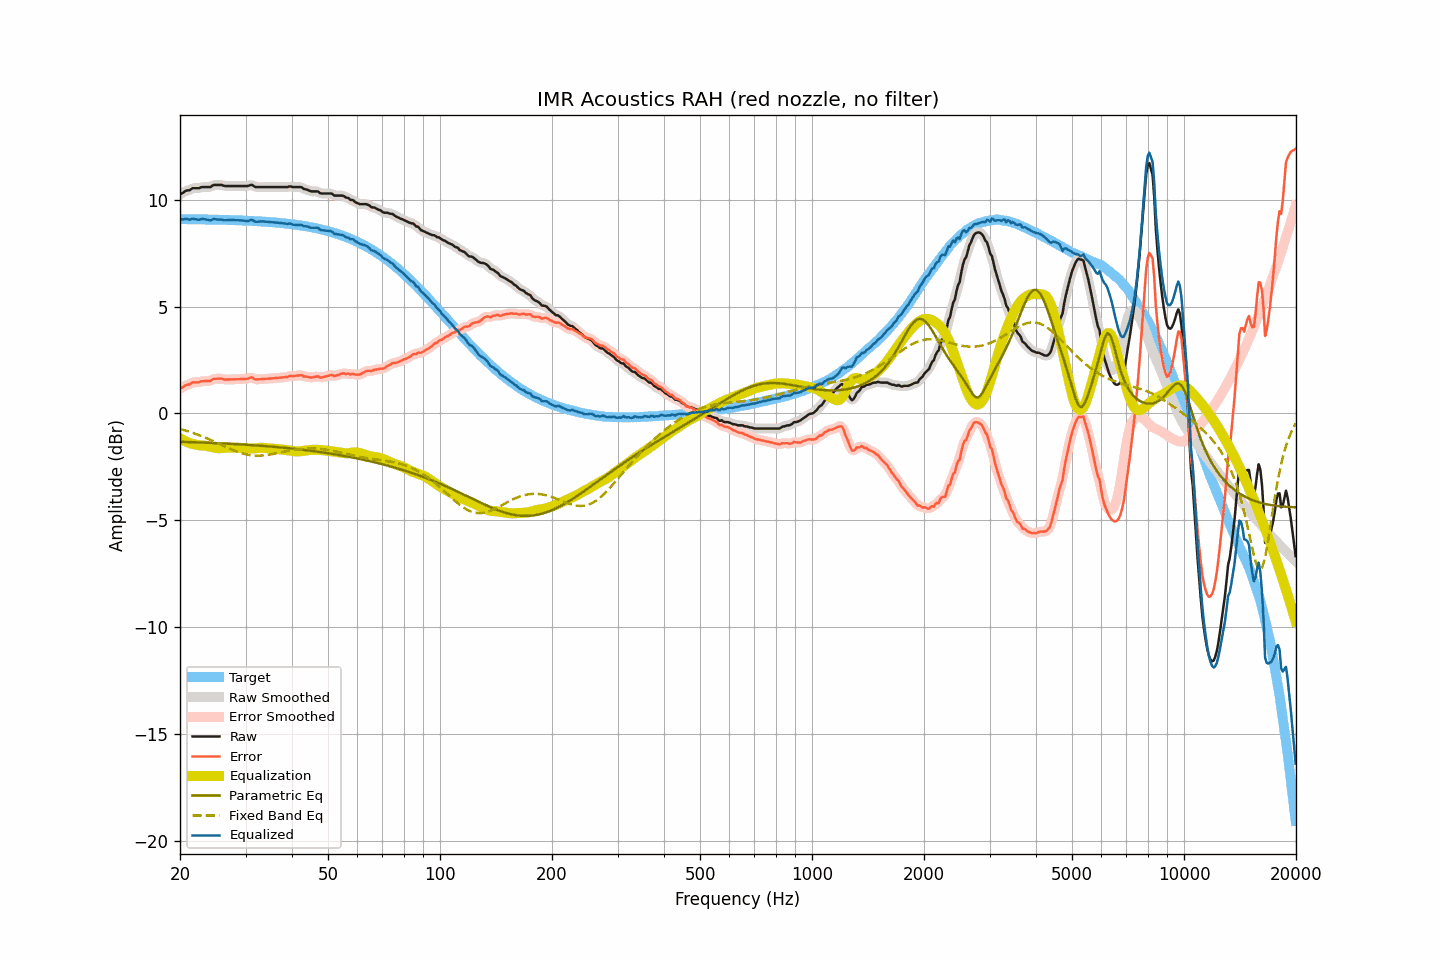 IMR Acoustics RAH (red nozzle, no filter)
10
5
0
−5
−10
−15
−20
Amplitude (dBr)
Target
Raw Smoothed
Error Smoothed
Raw
Error
Equalization
Parametric Eq
Fixed Band Eq
Equalized
20 50 100 200 500 1000 2000 5000 10000 20000
Frequency (Hz)